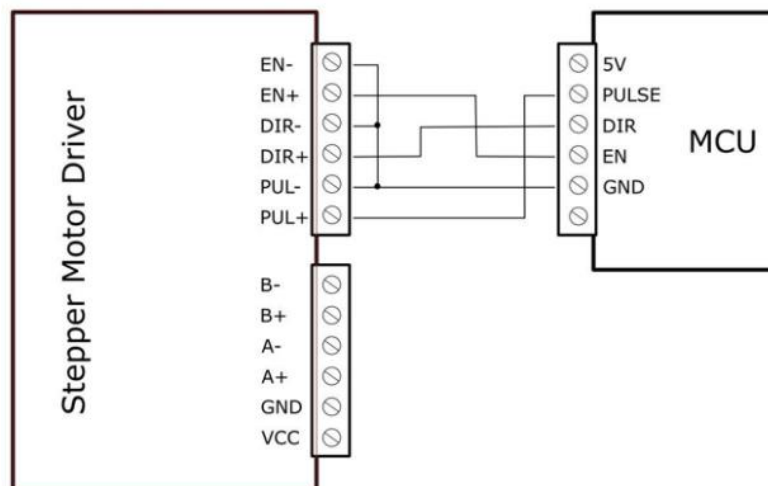 Stepper Motor Driver
EN-
EN+
DIR-
DIR+
PUL-
PUL+
B-
B+
A-
A+
GND
VCC
5V
PULSE
DIR
EN
GND
MCU